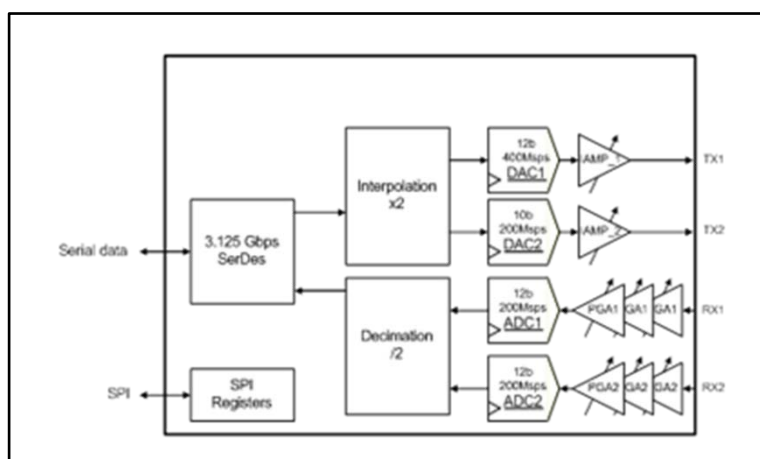 12b
400Msps
DAC1
AMP_1
TX1
Interpolation
x2
10b
200Msps
DAC2
AMP_2
TX2
3.125 Gbps
SerDes
Serial data
12b
200Msps
ADC1
PGA1
GA1
GA1
RX1
Decimation
/2
12b
200Msps
ADC2
PGA2
GA2
GA2
RX2
SPI
SPI
Registers